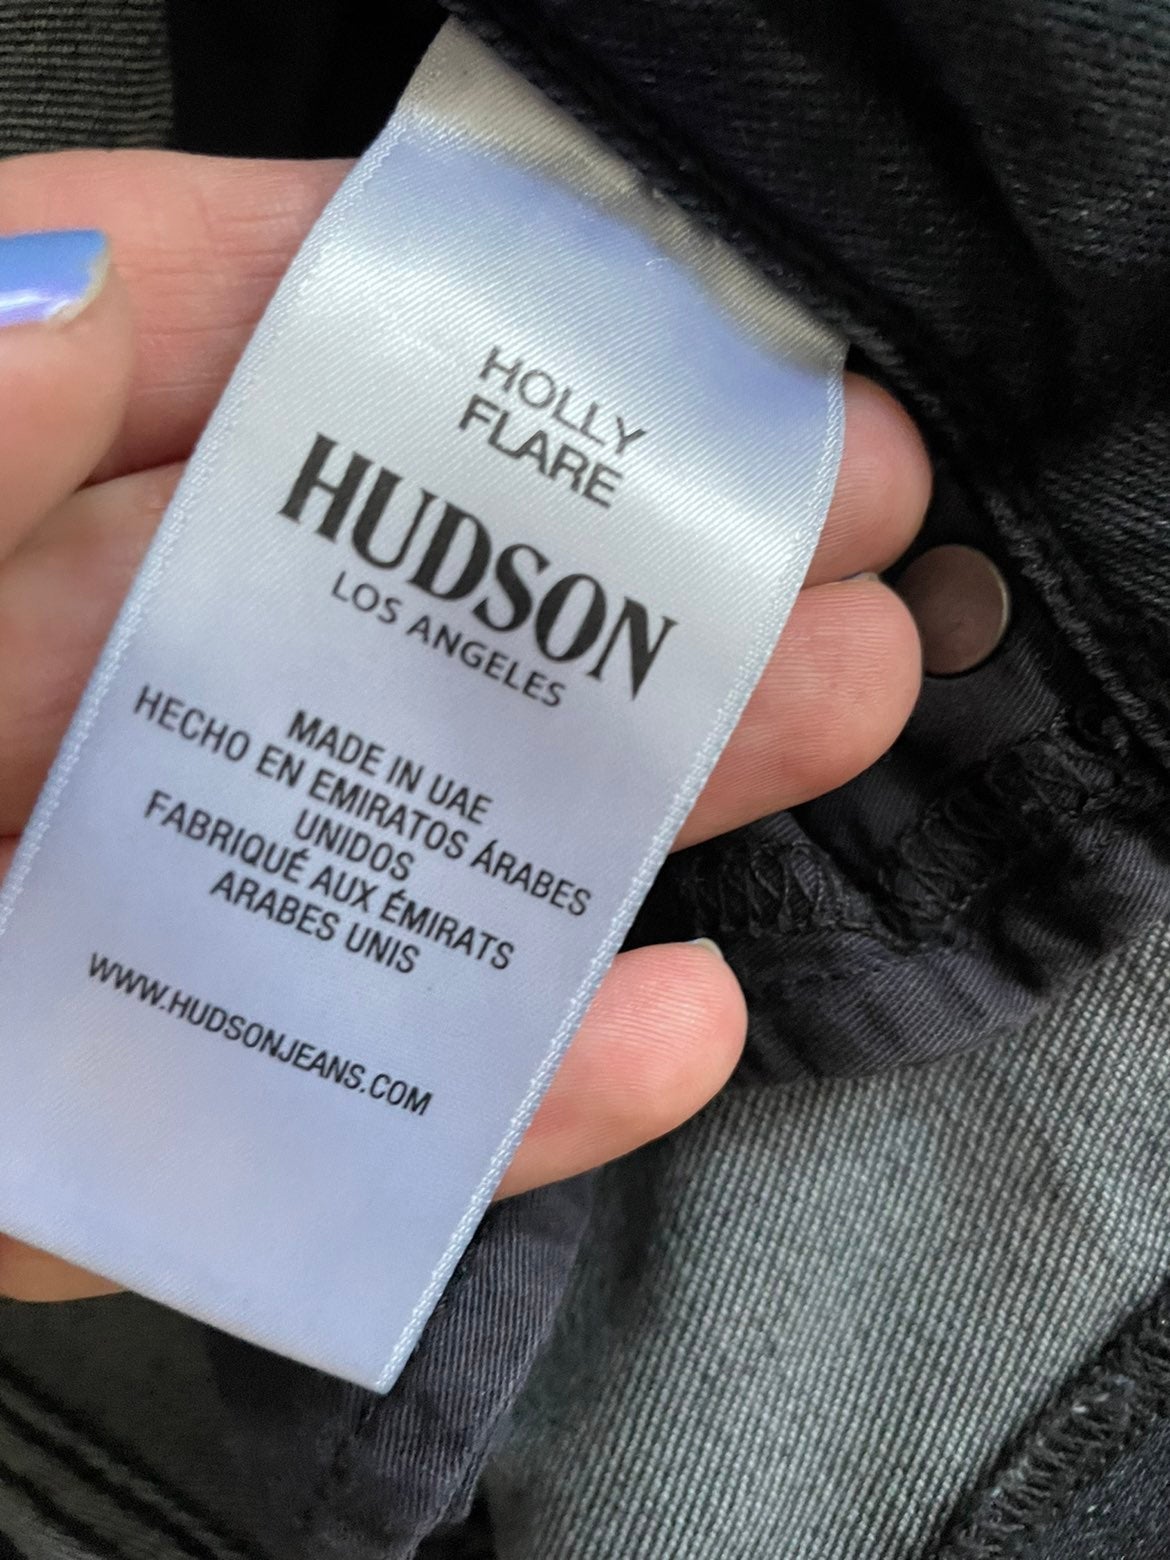 HOLLY
FLARE
HUDSON
LOS ANGELES
MADE IN UAE
HECHO EN EMIRATOS ÁRABES
UNIDOS
FABRIQUÉ AUX ÉMIRATS
ARABES UNIS
WWW.HUDSONJEANS.COM